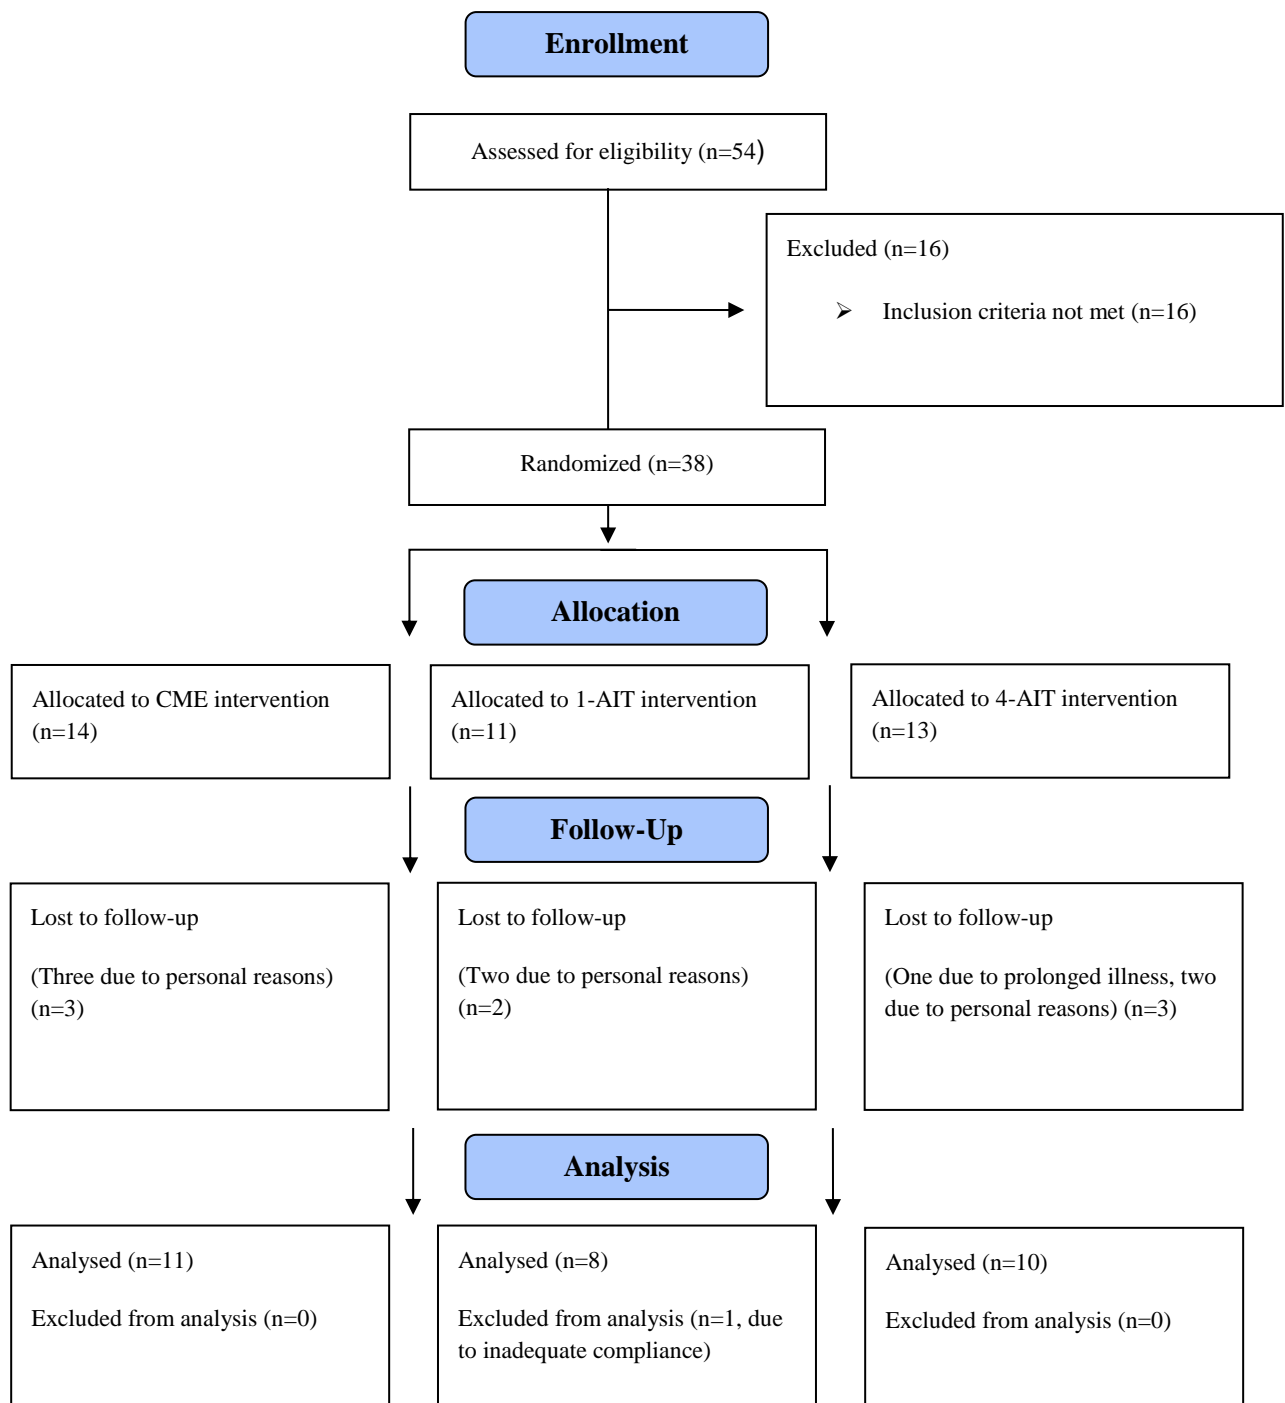 Enrollment
Assessed for eligibility (n=54)
Excluded (n=16)
➢ Inclusion criteria not met (n=16)
Randomized (n=38)
Allocation
Allocated to CME intervention
(n=14)
Allocated to 1-AIT intervention
(n=11)
Allocated to 4-AIT intervention
(n=13)
Follow-Up
Lost to follow-up
(Three due to personal reasons)
(n=3)
Lost to follow-up
(Two due to personal reasons)
(n=2)
Lost to follow-up
(One due to prolonged illness, two
due to personal reasons) (n=3)
Analysis
Analysed (n=11)
Excluded from analysis (n=0)
Analysed (n=8)
Excluded from analysis (n=1, due
to inadequate compliance)
Analysed (n=10)
Excluded from analysis (n=0)